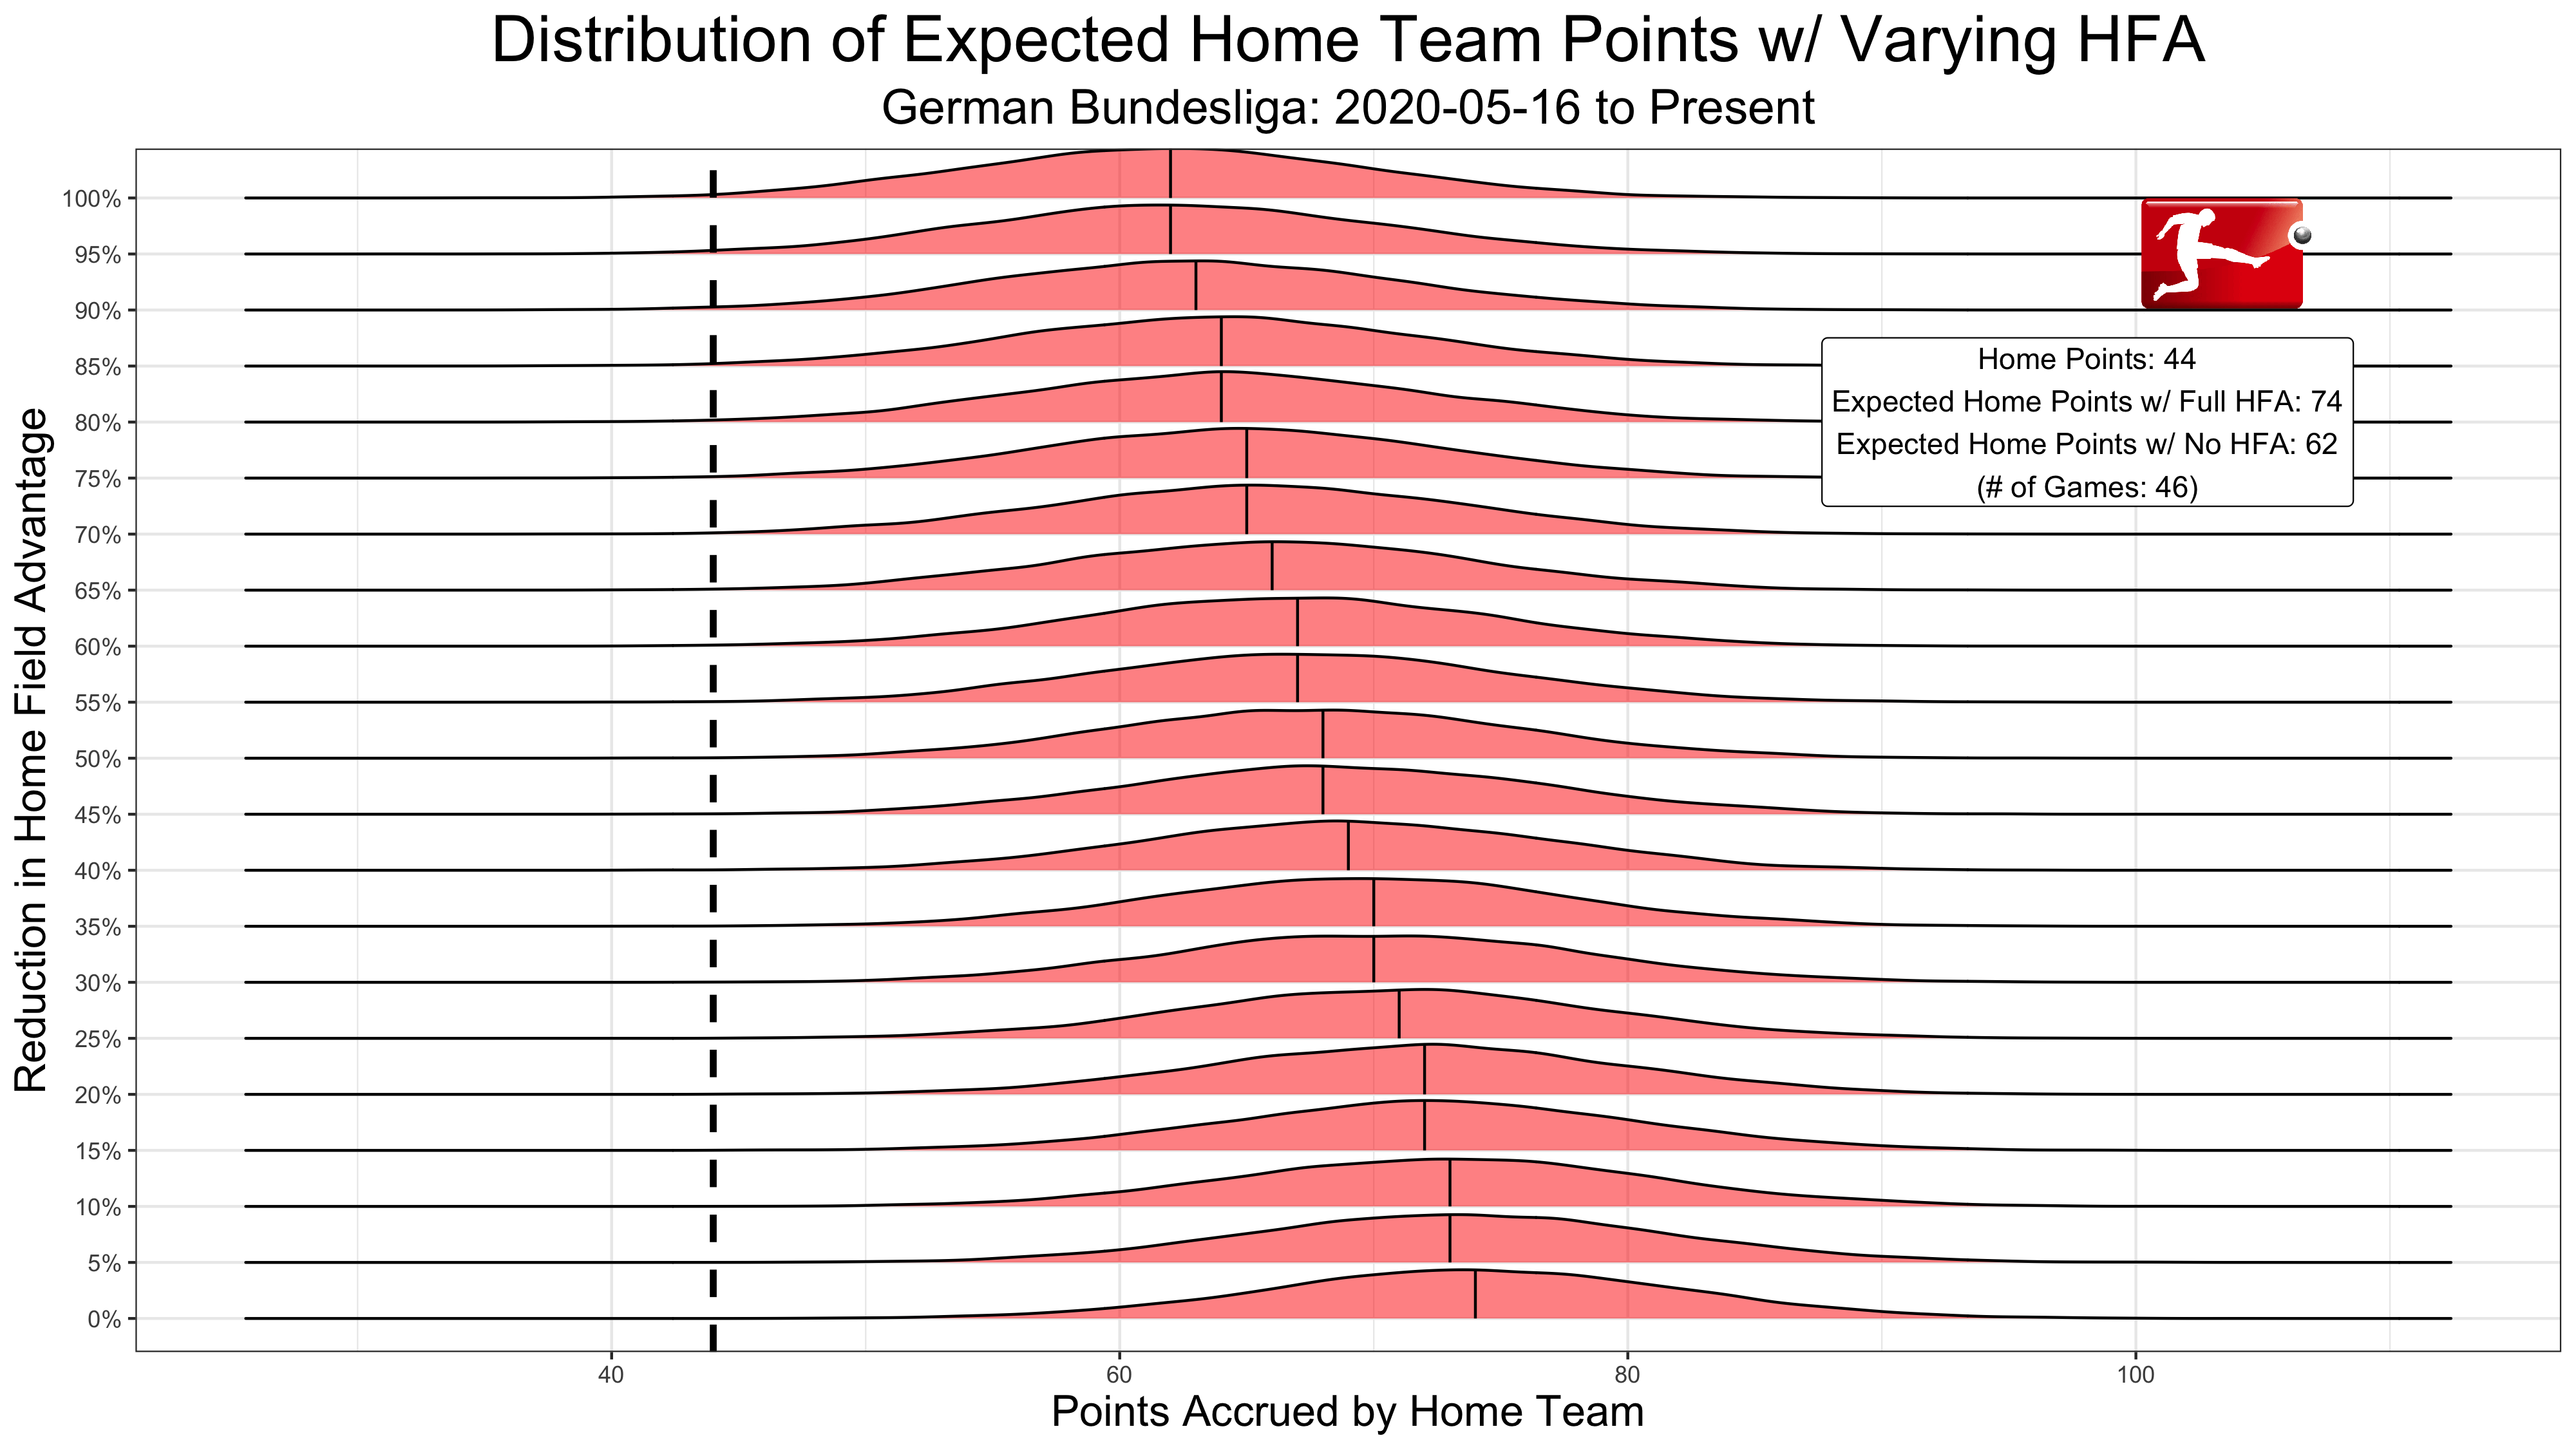 Distribution of Expected Home Team Points w/ Varying HFA
German Bundesliga: 2020-05-16 to Present
Reduction in Home Field Advantage
100%
95%
90%
85%
80%
75%
70%
65%
60%
55%
50%
45%
40%
35%
30%
25%
20%
15%
10%
5%
0%
Home Points: 44
Expected Home Points w/ Full HFA: 74
Expected Home Points w/ No HFA: 62
(# of Games: 46)
40 60 80 100
Points Accrued by Home Team